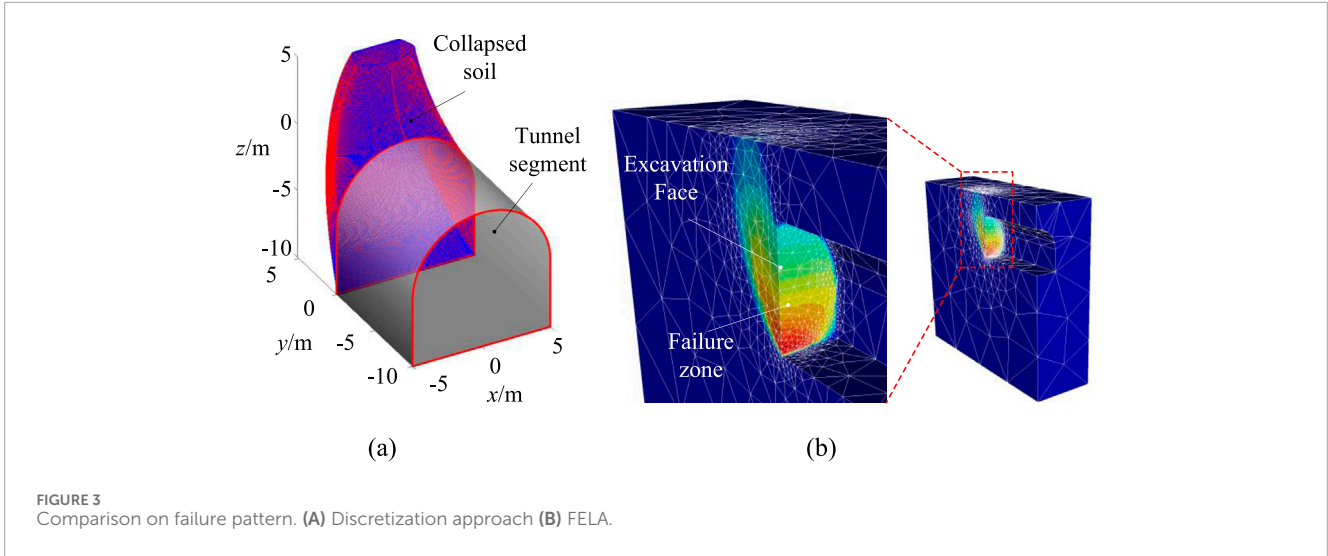 5
0
z/m
-5
-10
5
0
y/m
-5
-10
-5
0
x/m
5
Collapsed
soil
Tunnel
segment
(a)
Excavation
Face
Failure
zone
(b)
FIGURE 3
Comparison on failure pattern. (A) Discretization approach (B) FELA.